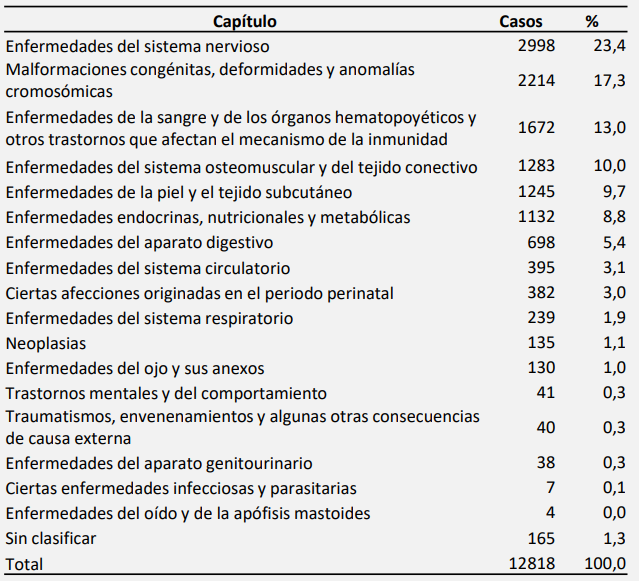 Capítulo Casos %
Enfermedades del sistema nervioso 2998 23,4
Malformaciones congénitas, deformidades y anomalías
cromosómicas 2214 17,3
Enfermedades de la sangre y de los órganos hematopoyéticos y
otros trastornos que afectan el mecanismo de la inmunidad 1672 13,0
Enfermedades del sistema osteomuscular y del tejido conectivo 1283 10,0
Enfermedades de la piel y el tejido subcutáneo 1245 9,7
Enfermedades endocrinas, nutricionales y metabólicas 1132 8,8
Enfermedades del aparato digestivo 698 5,4
Enfermedades del sistema circulatorio 395 3,1
Ciertas afecciones originadas en el periodo perinatal 382 3,0
Enfermedades del sistema respiratorio 239 1,9
Neoplasias 135 1,1
Enfermedades del ojo y sus anexos 130 1,0
Trastornos mentales y del comportamiento 41 0,3
Traumatismos, envenenamientos y algunas otras consecuencias
de causa externa 40 0,3
Enfermedades del aparato genitourinario 38 0,3
Ciertas enfermedades infecciosas y parasitarias 7 0,1
Enfermedades del oído y de la apófisis mastoides 4 0,0
Sin clasificar 165 1,3
Total 12818 100,0